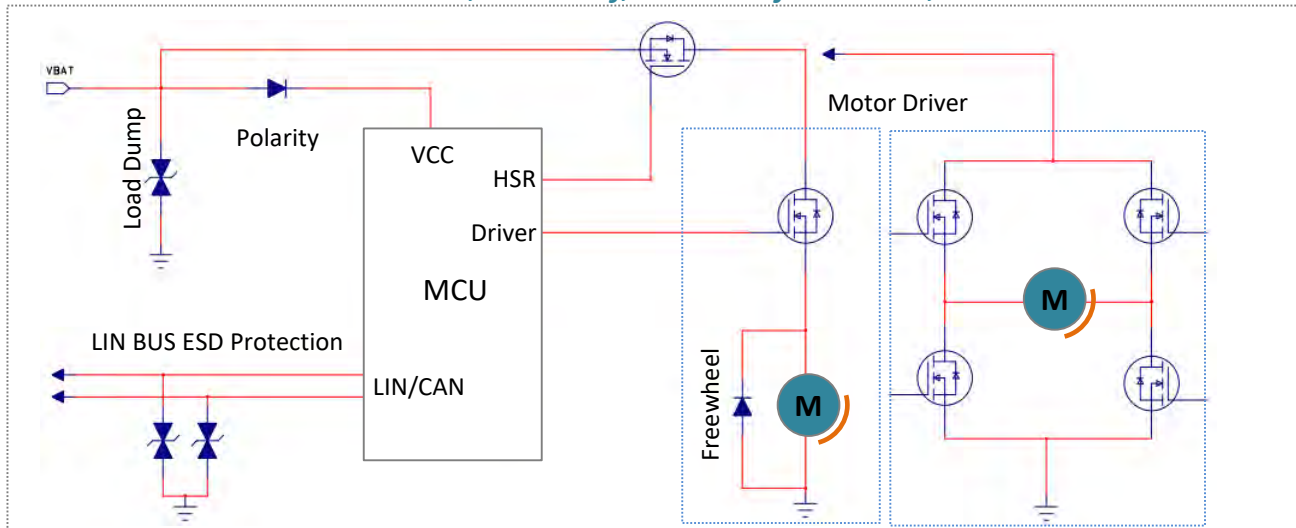 VBAT
Motor Driver
Polarity
Load Dump
VCC
HSR
Driver
MCU
LIN BUS ESD Protection
LIN/CAN
Freewheel
M
M